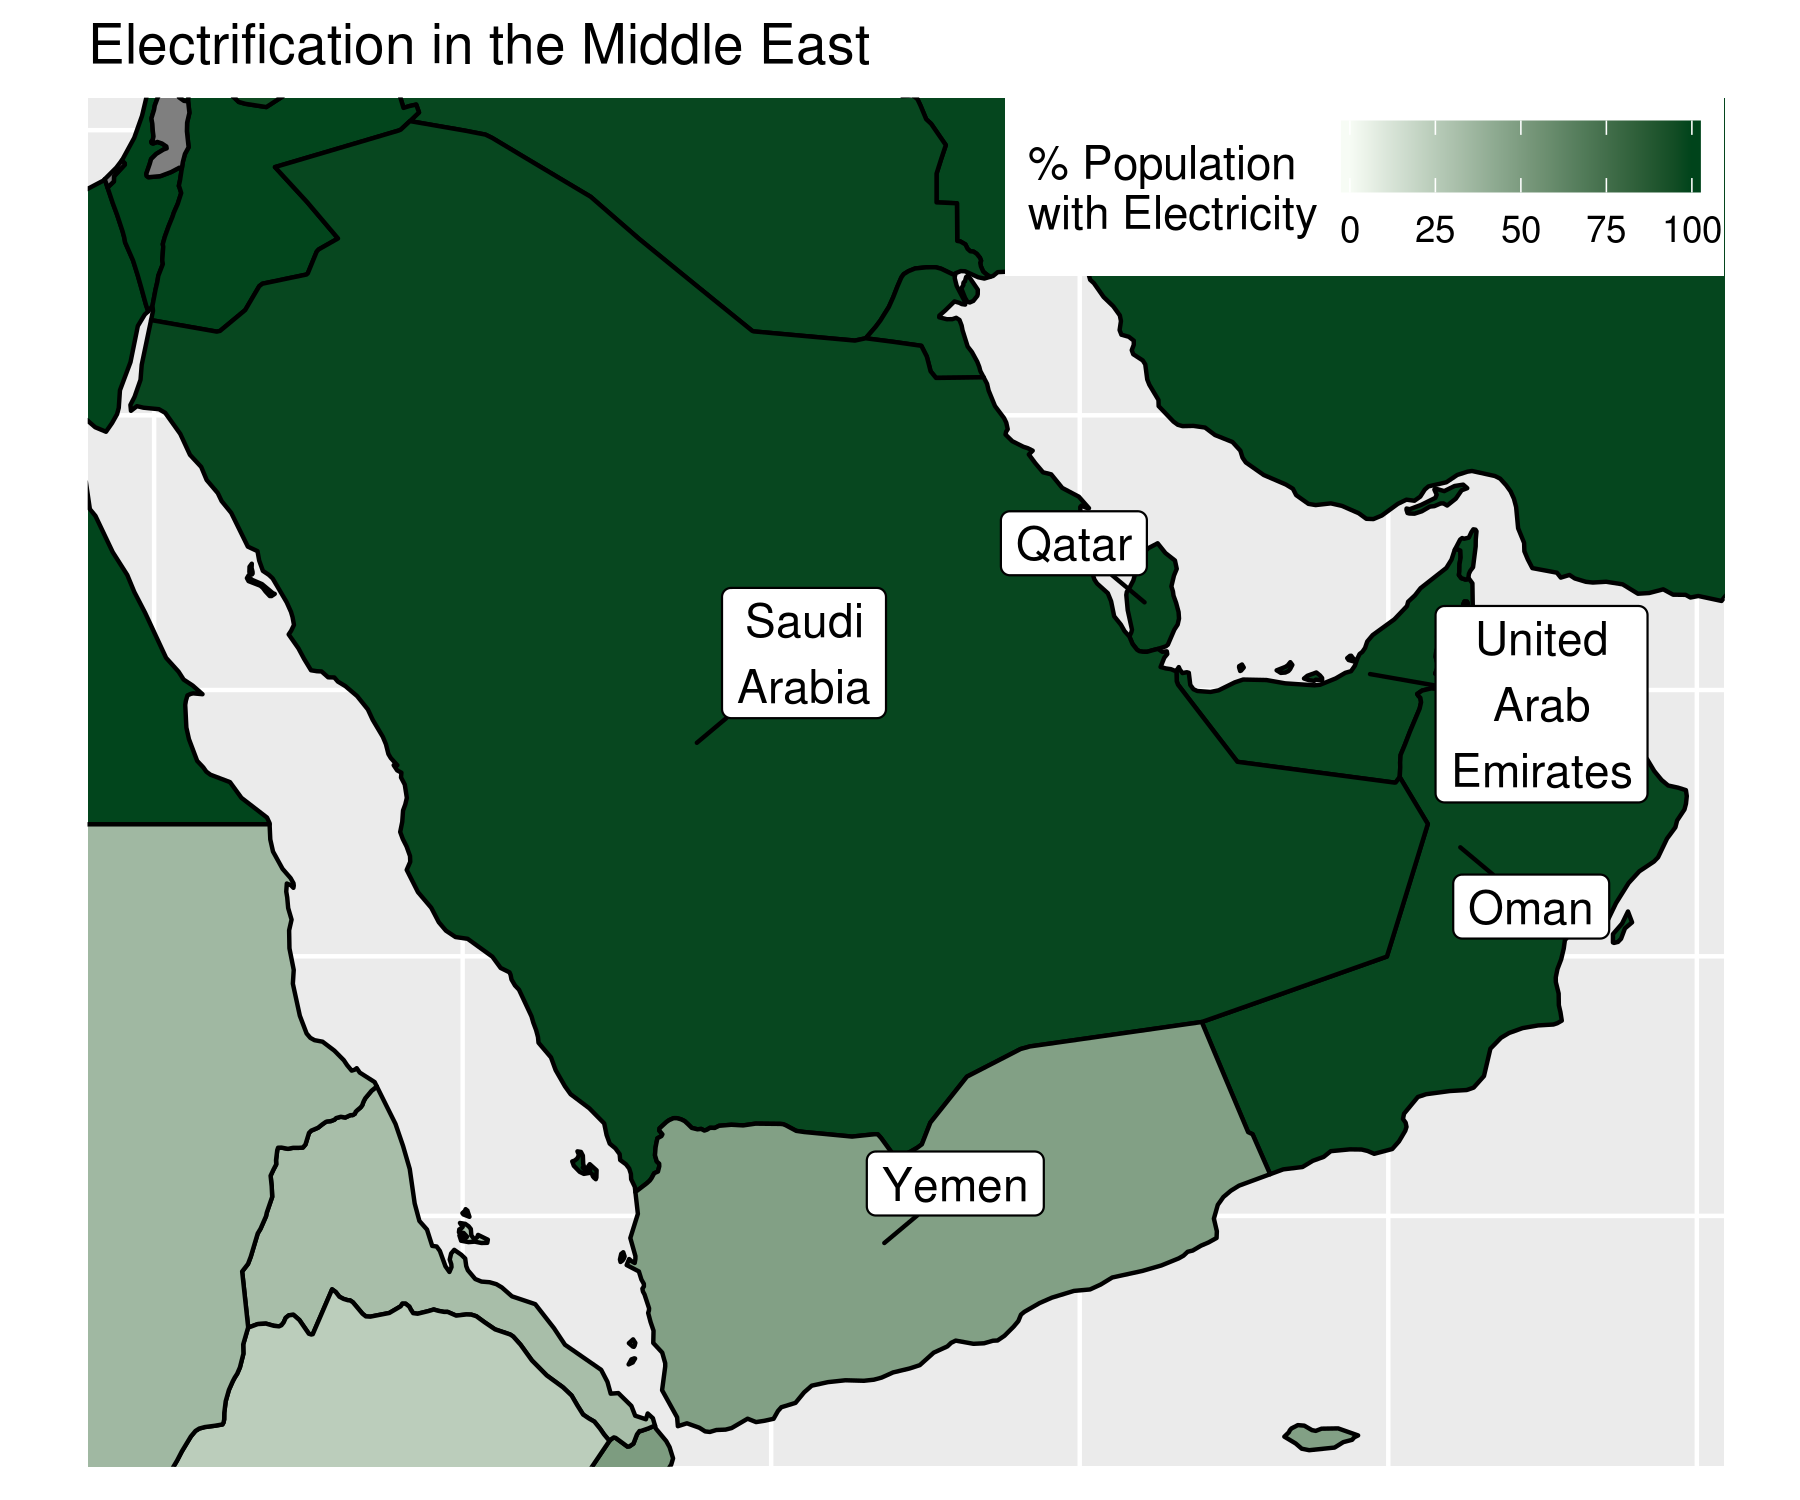 Electrification in the Middle East
% Population
with Electricity
0 25 50 75 100
Qatar
Saudi
Arabia
United
Arab
Emirates
Oman
Yemen